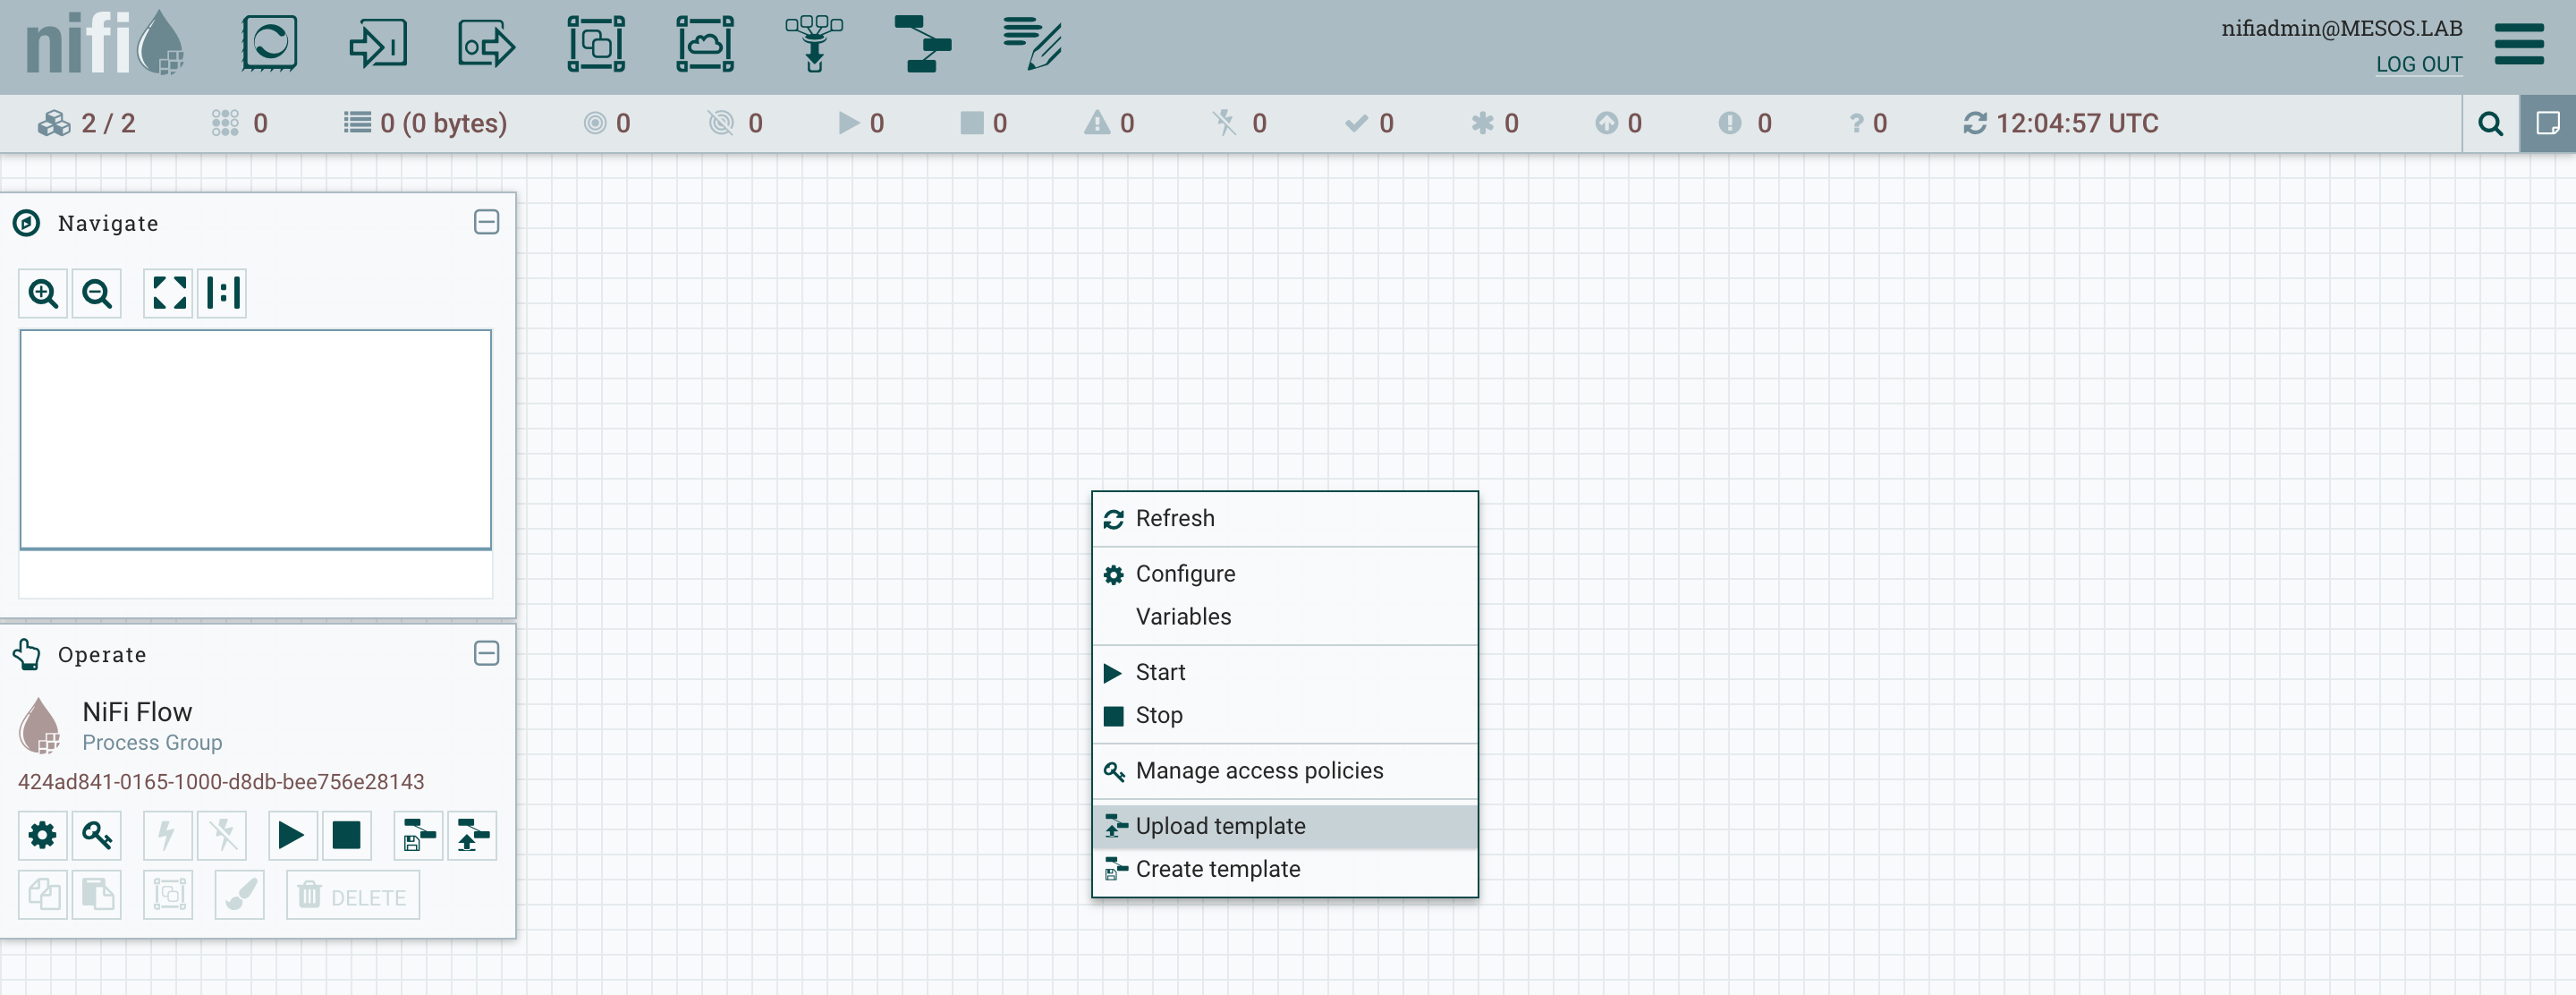 nifi
nifiadmin@MESOS.LAB
LOG OUT
2 / 2 0 0 (0 bytes) 0 0 0 0 0 0 0 0 0 0 ? 0 12:04:57 UTC
Navigate
Operate
NiFi Flow
Process Group
424ad841-0165-1000-d8db-bee756e28143
DELETE
Refresh
Configure
Variables
Start
Stop
Manage access policies
Upload template
Create template